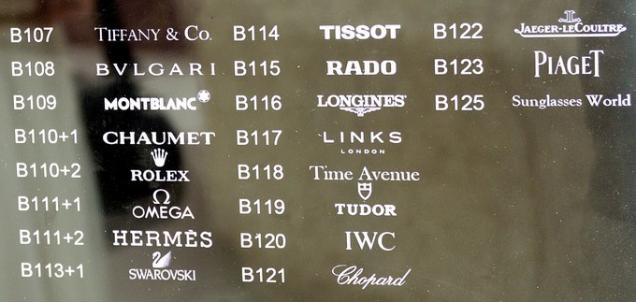 B107 TIFFANY & CO.
B108 BVLGARI
B109 MONTBLANC
B110+1 CHAUMET
B110+2 ROLEX
B111+1 OMEGA
B111+2 HERMÈS
B113+1 SWAROVSKI
B114 TISSOT
B115 RADO
B116 LONGINES
B117 LINKS
LONDON
B118 Time Avenue
B119 TUDOR
B120 IWC
B121 Chopard
B122 JAEGER-LECOULTRE
B123 PIAGET
B125 Sunglasses World